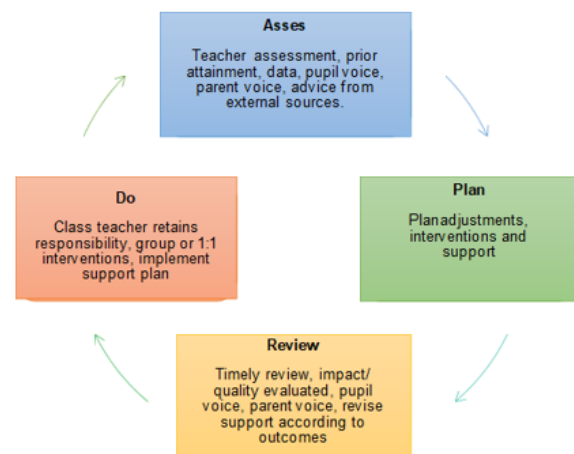 Asses
Teacher assessment, prior
attainment, data, pupil voice,
parent voice, advice from
external sources.
Do
Class teacher retains
responsibility, group or 1:1
interventions, implement
support plan
Plan
Planadjustments,
interventions and
support
Review
Timely review, impact/
quality evaluated, pupil
voice, parent voice, revise
support according to
outcomes